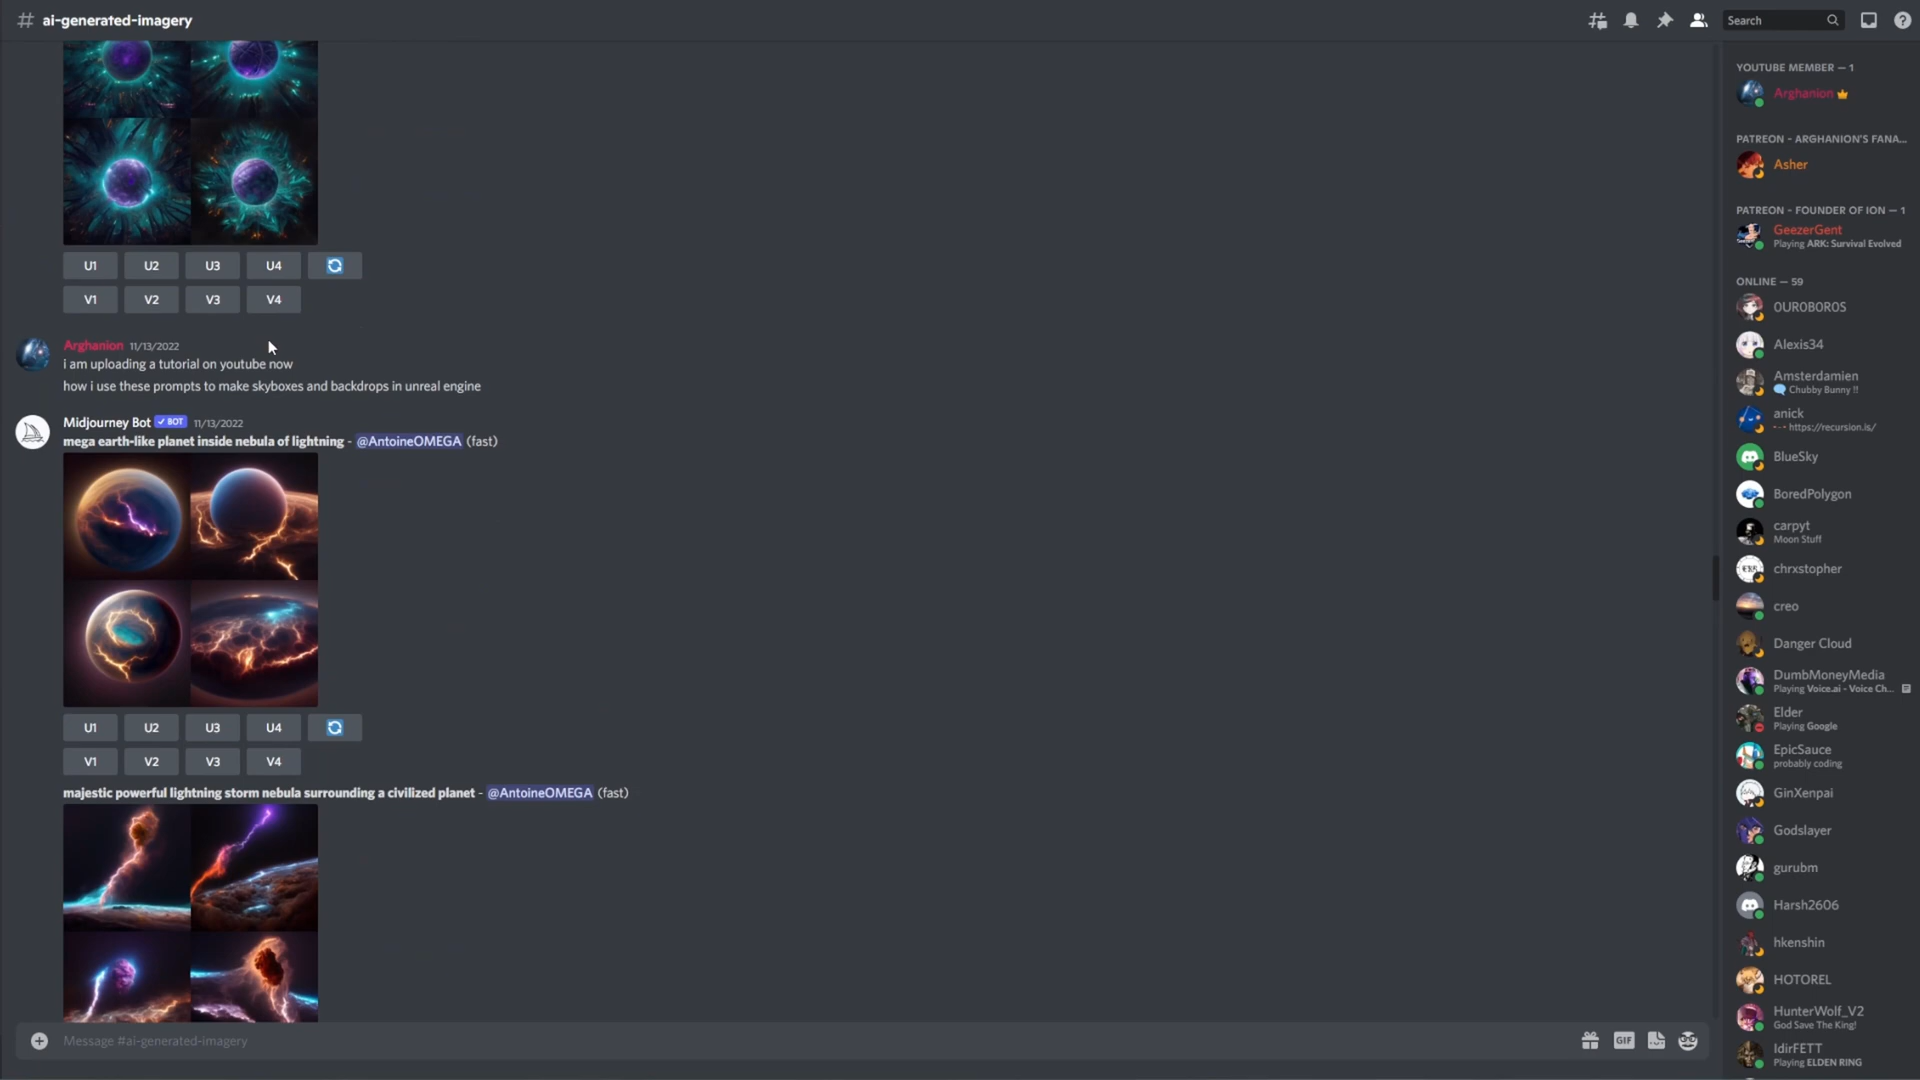 ai-generated-imagery
Search
U1 U2 U3 U4
V1 V2 V3 V4
Arghanion 11/13/2022
i am uploading a tutorial on youtube now
how i use these prompts to make skyboxes and backdrops in unreal engine
Midjourney Bot ✓ BOT 11/13/2022
mega earth-like planet inside nebula of lightning - @AntoineOMEGA (fast)
U1 U2 U3 U4
V1 V2 V3 V4
majestic powerful lightning storm nebula surrounding a civilized planet - @AntoineOMEGA (fast)
Message #ai-generated-imagery
GIF
YOUTUBE MEMBER — 1
Arghanion
PATREON - ARGHANION'S FANA...
Asher
PATREON - FOUNDER OF ION — 1
GeezerGent
Playing ARK: Survival Evolved
ONLINE — 59
OUROBOROS
Alexis34
Amsterdamien
Chubby Bunny !!
anick
--- https://recursion.is/
BlueSky
BoredPolygon
carpyt
Moon Stuff
chrxstopher
creo
Danger Cloud
DumbMoneyMedia
Playing Voice.ai - Voice Ch...
Elder
Playing Google
EpicSauce
probably coding
GinXenpai
Godslayer
gurubm
Harsh2606
hkenshin
HOTOREL
HunterWolf_V2
God Save The King!
IdirFETT
Playing ELDEN RING